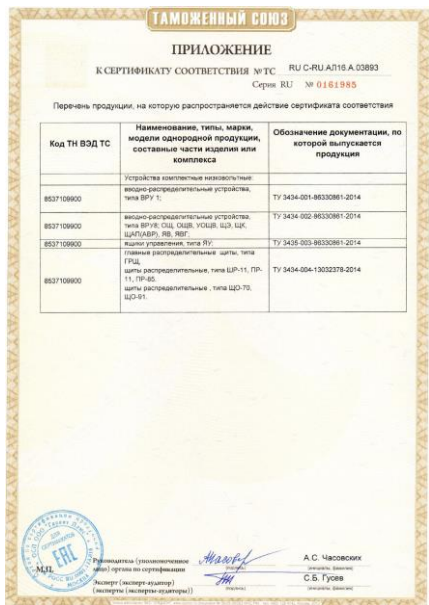 ТАМОЖЕННЫЙ СОЮЗ
ПРИЛОЖЕНИЕ
К СЕРТИФИКАТУ СООТВЕТСТВИЯ № ТС RU C-RU.АЛ16.А.03893
Серия RU № 0161985
Перечень продукции, на которую распространяется действие сертификата соответствия
Код ТН ВЭД ТС
Наименование, типы, марки, модели однородной продукции, составные части изделия или комплекса
Обозначение документации, по которой выпускается продукция
Устройства комплектные низковольтные:
8537109900
вводно-распределительные устройства,
типа ВРУ 1;
ТУ 3434-001-86330861-2014
8537109900
вводно-распределительные устройства,
типа ВРУ8; ОЩ, ОЩВ, УОЩВ, ЩЭ, ЩК,
ЩАП(АВР), ЯВ, ЯВГ,
ТУ 3434-002-86330861-2014
8537109900
ящики управления, типа ЯУ;
ТУ 3435-003-86330861-2014
8537109900
главные распределительные щиты, типа
ГРЩ,
щиты распределительные, типа ШР-11, ПР-
11, ПР-85.
щиты распределительные , типа ЩО-70,
ЩО-91.
ТУ 3434-004-13032378-2014
М.П.
Руководитель (уполномоченное
лицо) органа по сертификации
А.С. Часовских
Эксперт (эксперт-аудитор)
(эксперты (эксперты-аудиторы))
С.Б. Гусев